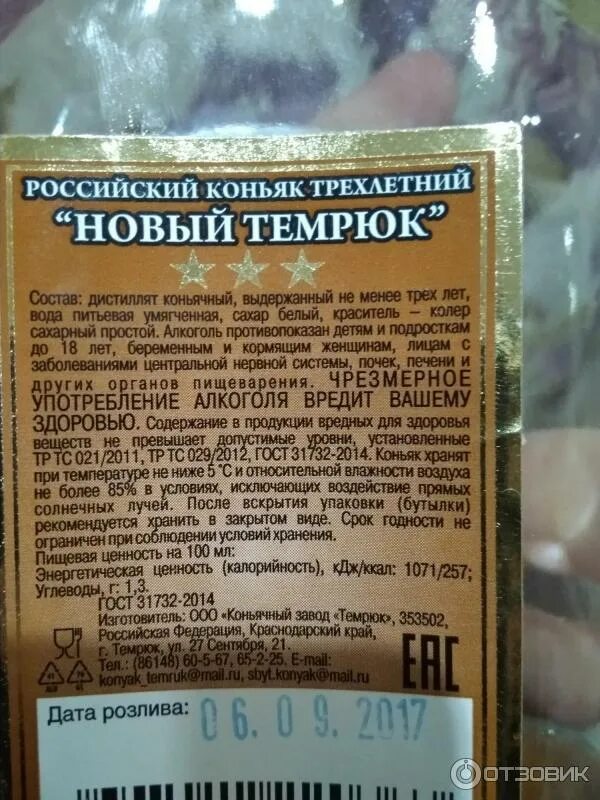 РОССИЙСКИЙ КОНЬЯК ТРЕХЛЕТНИЙ
“НОВЫЙ ТЕМРЮК”
Состав: дистиллят коньячный, выдержанный не менее трех лет,
вода питьевая умягченная, сахар белый, краситель – колер
сахарный простой. Алкоголь противопоказан детям и подросткам
до 18 лет, беременным и кормящим женщинам, лицам с
заболеваниями центральной нервной системы, почек, печени и
других органов пищеварения. ЧРЕЗМЕРНОЕ
УПОТРЕБЛЕНИЕ АЛКОГОЛЯ ВРЕДИТ ВАШЕМУ
ЗДОРОВЬЮ. Содержание в продукции вредных для здоровья
веществ не превышает допустимые уровни, установленные
ТР ТС 021/2011, ТР ТС 029/2012, ГОСТ 31732-2014. Коньяк хранят
при температуре не ниже 5 °С и относительной влажности воздуха
не более 85% в условиях, исключающих воздействие прямых
солнечных лучей. После вскрытия упаковки (бутылки)
рекомендуется хранить в закрытом виде. Срок годности не
ограничен при соблюдении условий хранения.
Пищевая ценность на 100 мл:
Энергетическая ценность (калорийность), кДж/ккал: 1071/257;
Углеводы, г: 1,3.
ГОСТ 31732-2014
Изготовитель: ООО «Коньячный завод «Темрюк», 353502,
Российская Федерация, Краснодарский край,
г. Темрюк, ул. 27 Сентября, 21.
Тел.: (86148) 60-5-67, 65-2-25. E-mail:
konyak_temruk@mail.ru, sbyt.konyak@mail.ru
ЕАС
Дата розлива: 06.09.2017
ОТЗОВИК